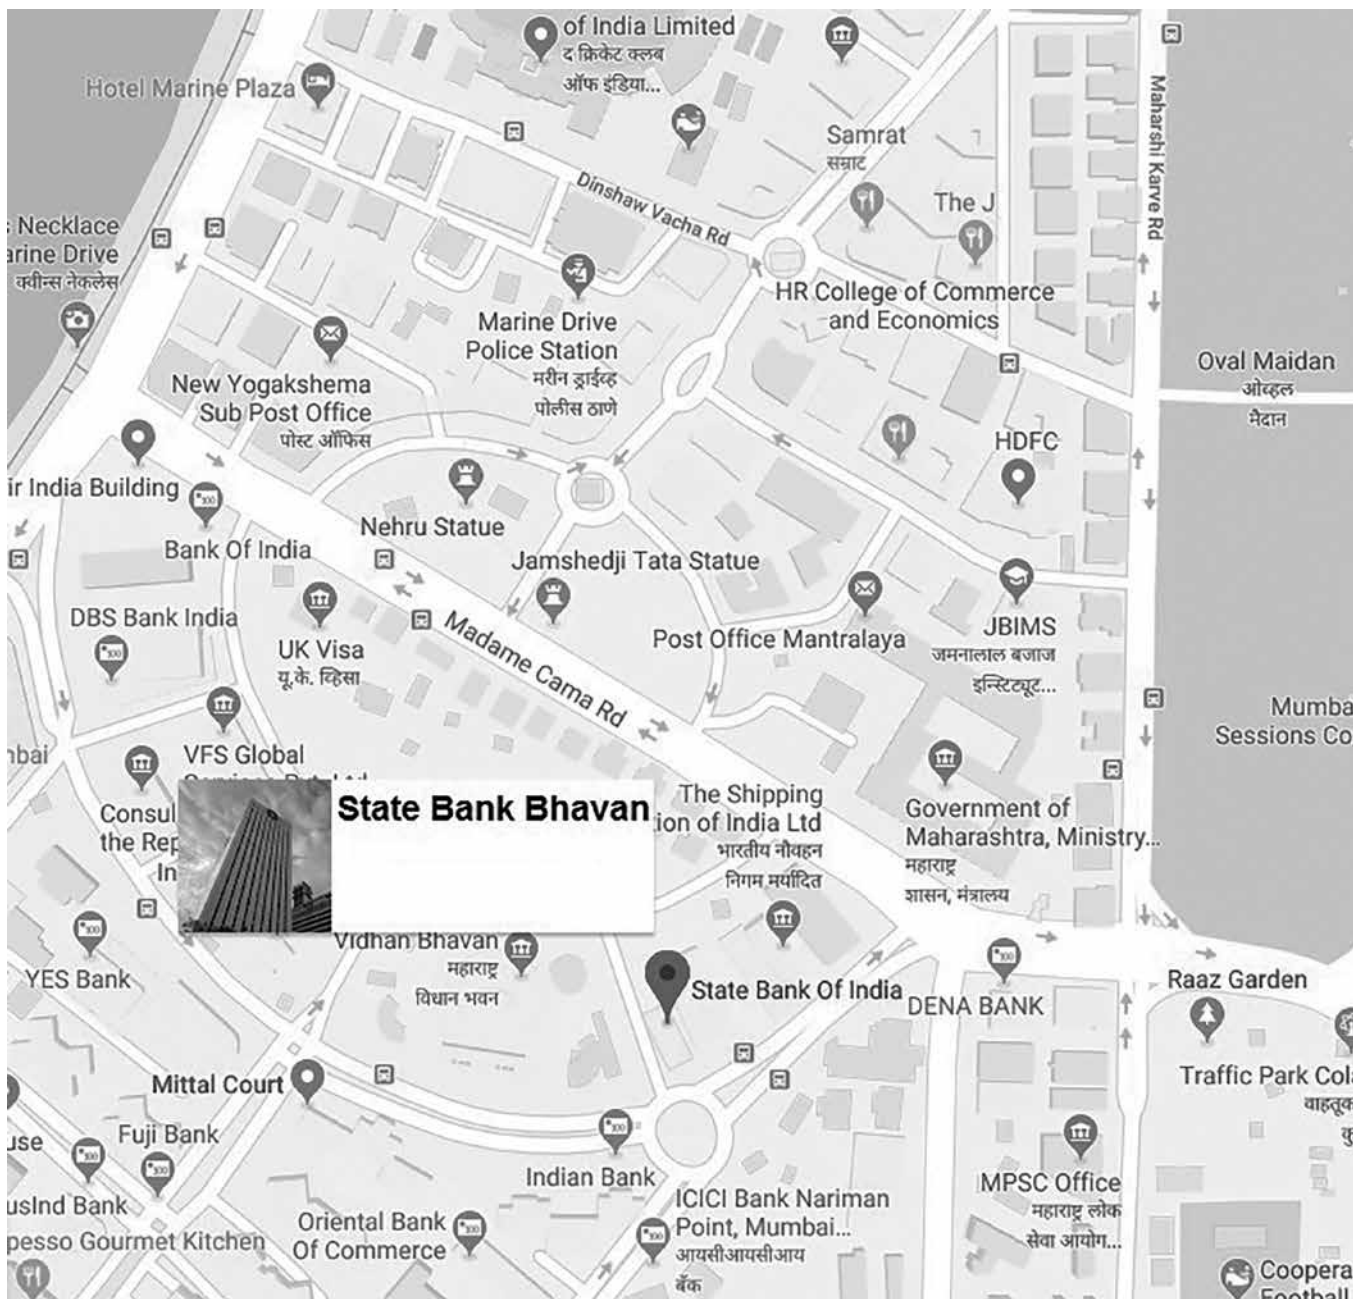 of India Limited
द क्रिकेट क्लब
ऑफ इंडिया...
Hotel Marine Plaza
Maharshi Karve Rd
Samrat
सम्राट
Dinshaw Vacha Rd
The J
s Necklace
arine Drive
क्वीन्स नेकलेस
HR College of Commerce
and Economics
Marine Drive
Police Station
मरीन ड्राईव्ह
पोलीस ठाणे
Oval Maidan
ओव्हल
मैदान
New Yogakshema
Sub Post Office
पोस्ट ऑफिस
HDFC
ir India Building
Nehru Statue
Bank Of India
Jamshedji Tata Statue
DBS Bank India
UK Visa
यू.के. व्हिसा
Madame Cama Rd
Post Office Mantralaya
JBIMS
जमनालाल बजाज
इन्स्टिट्यूट...
Mumba
Sessions Co
nbai
VFS Global
Consul
the Rep
In
State Bank Bhavan
The Shipping
tion of India Ltd
भारतीय नौवहन
निगम मर्यादित
Government of
Maharashtra, Ministry...
महाराष्ट्र
शासन, मंत्रालय
Vidhan Bhavan
महाराष्ट्र
विधान भवन
YES Bank
State Bank Of India
DENA BANK
Raaz Garden
Mittal Court
Traffic Park Cola
वाहतूक
कु
Fuji Bank
use
Indian Bank
MPSC Office
महाराष्ट्र लोक
सेवा आयोग...
usInd Bank
ICICI Bank Nariman
Point, Mumbai...
आयसीआयसीआय
बँक
Oriental Bank
Of Commerce
pesso Gourmet Kitchen
Coopera
Football